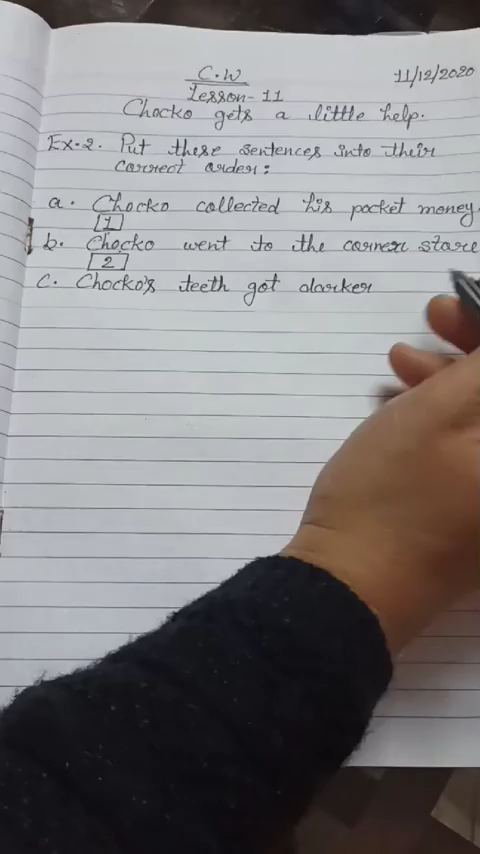 C.W
11/12/2020
Lesson-11
Chocko gets a little help.
Ex.2. Put these sentences into their
correct order:
a. Chocko collected his pocket money.
1
b. Chocko went to the corner store
2
c. Chocko's teeth got darker